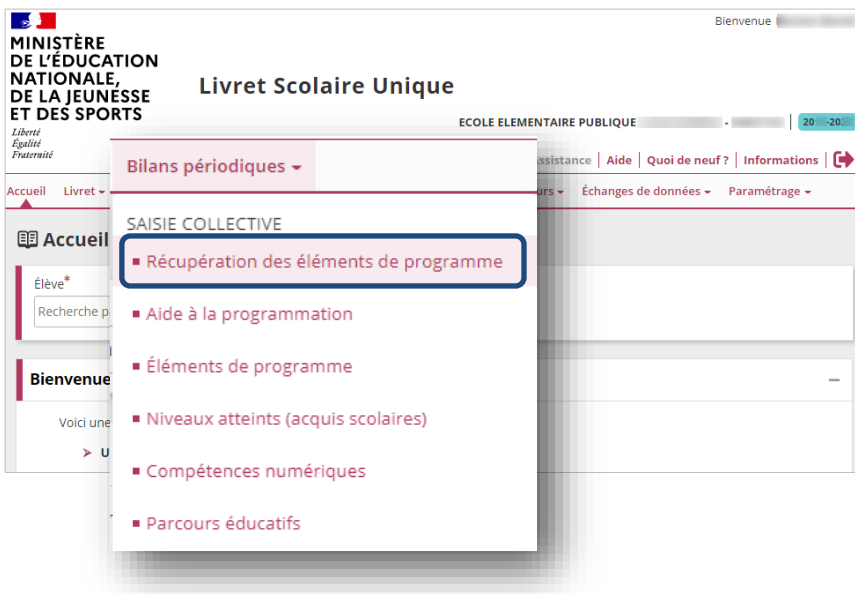 Bienvenue
MINISTÈRE
DE L'ÉDUCATION
NATIONALE,
DE LA JEUNESSE
ET DES SPORTS
Liberté
Égalité
Fraternité
Livret Scolaire Unique
ECOLE ELEMENTAIRE PUBLIQUE -
Assistance | Aide | Quoi de neuf ? | Informations
Accueil Livret Échanges de données Paramétrage
Bilans périodiques
SAISIE COLLECTIVE
Récupération des éléments de programme
Aide à la programmation
Éléments de programme
Niveaux atteints (acquis scolaires)
Compétences numériques
Parcours éducatifs
Accueil
Élève*
Recherche
Bienvenue
Voici une